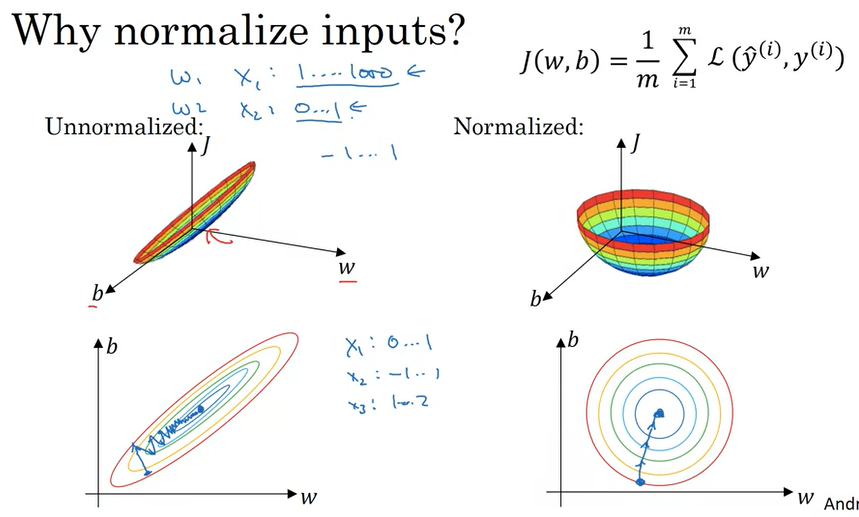 Why normalize inputs?
J(w, b) = 1/m Σ_{i=1}^{m} ℒ(ŷ^{(i)}, y^{(i)})
w₁ x₁: 1....1000 ←
w2 x₂: 0...1 ←
-1...1
Unnormalized:
J
w
b
Normalized:
J
w
b
b
w
x₁: 0...1
x₂: -1...1
x₃: 1...2
b
w
Andr